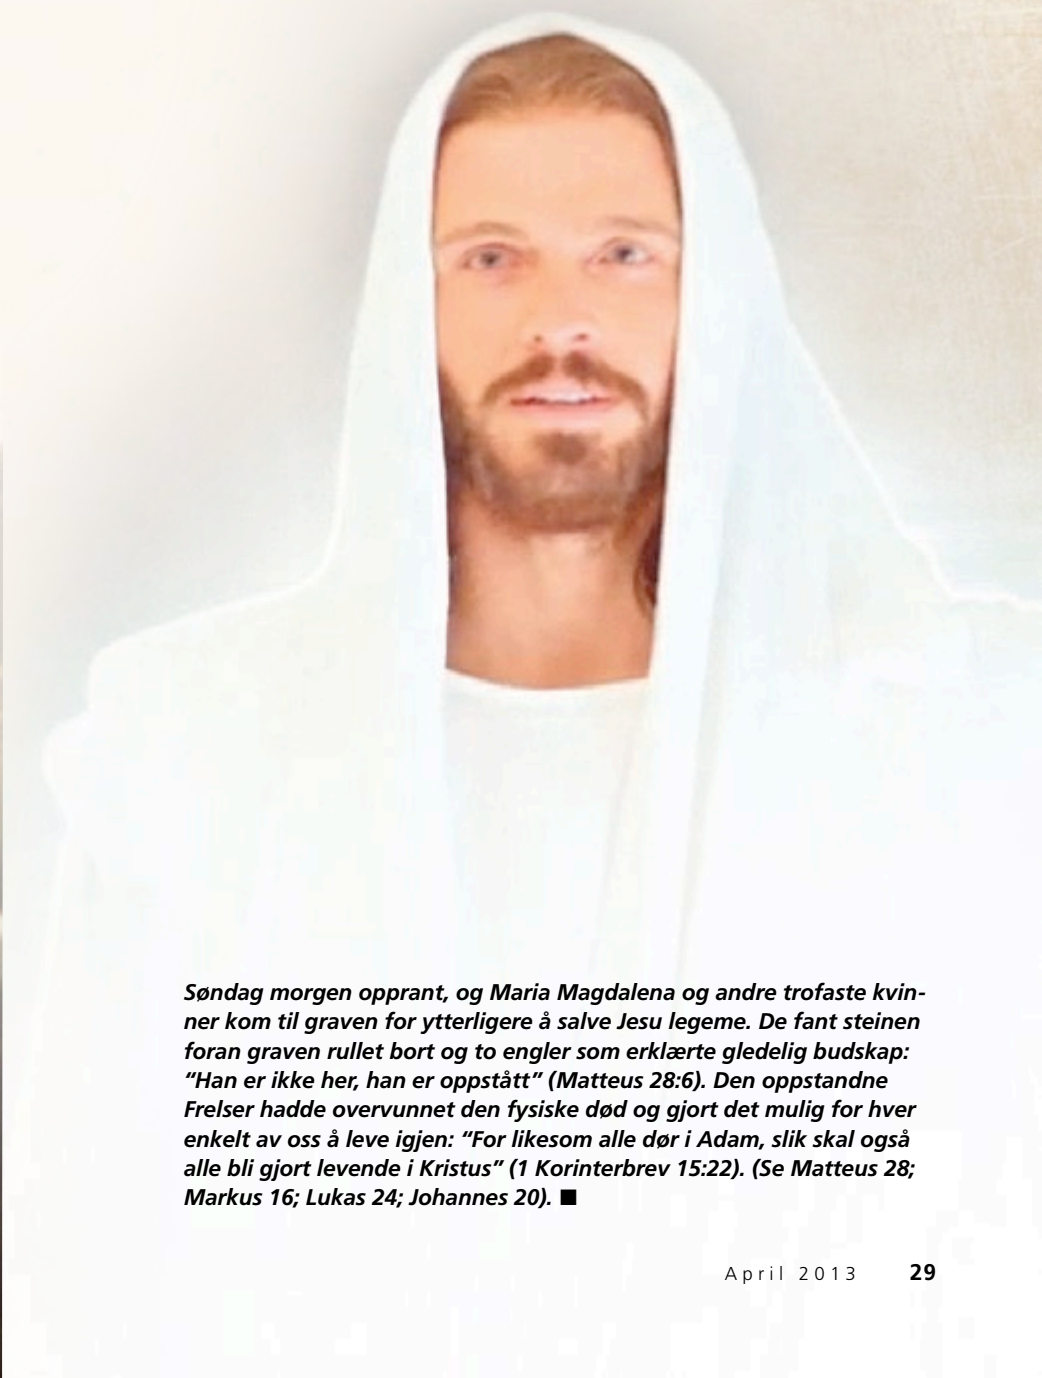 Søndag morgen opprant, og Maria Magdalena og andre trofaste kvin-
ner kom til graven for ytterligere å salve Jesu legeme. De fant steinen
foran graven rullet bort og to engler som erklærte gledelig budskap:
“Han er ikke her, han er oppstått” (Matteus 28:6). Den oppstandne
Frelser hadde overvunnet den fysiske død og gjort det mulig for hver
enkelt av oss å leve igjen: “For likesom alle dør i Adam, slik skal også
alle bli gjort levende i Kristus” (1 Korinterbrev 15:22). (Se Matteus 28;
Markus 16; Lukas 24; Johannes 20). ■
April 2013 29